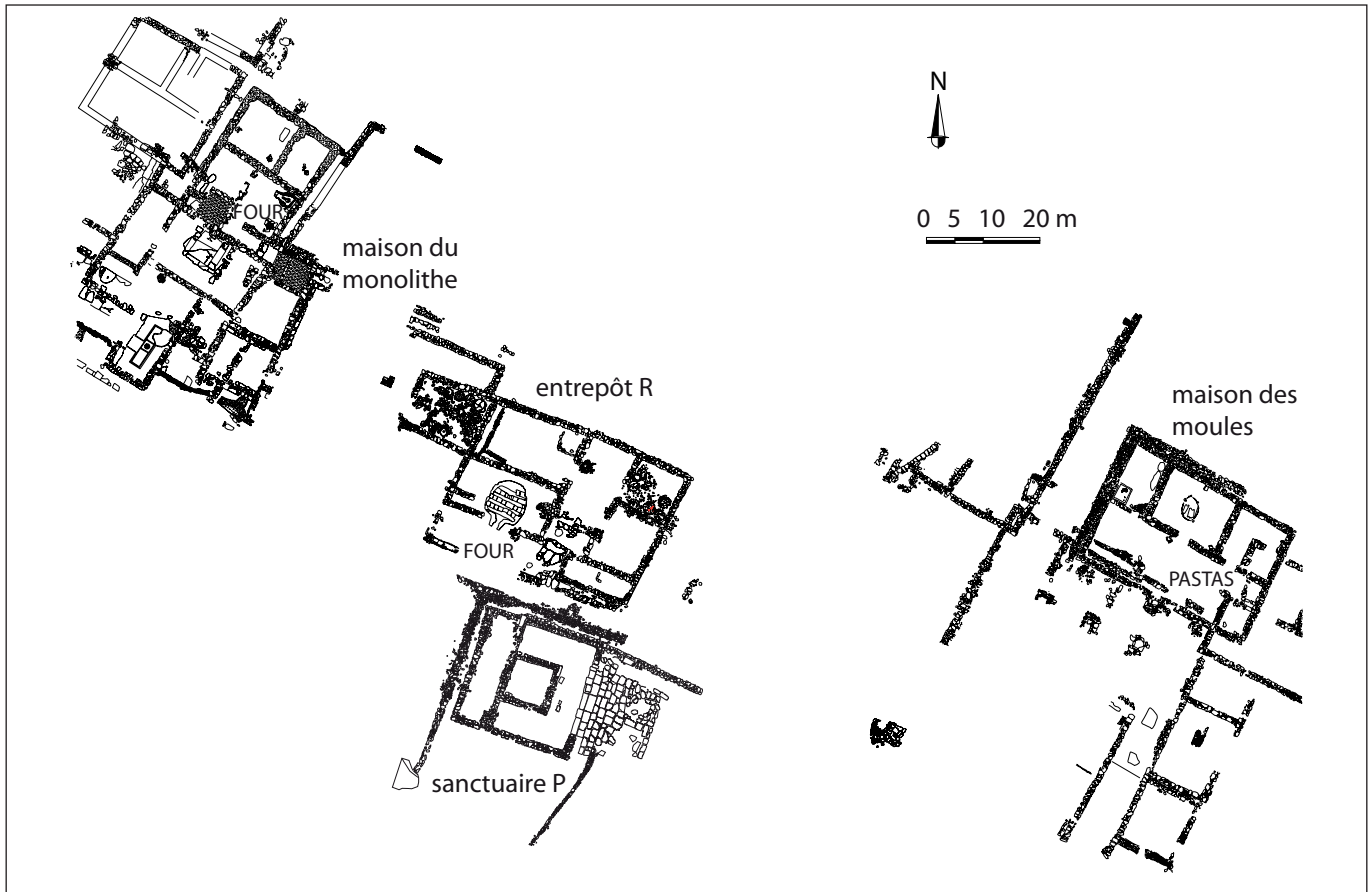 N
0 5 10 20 m
FOUR
maison du
monolithe
entrepôt R
maison des
moules
FOUR
PASTAS
sanctuaire P